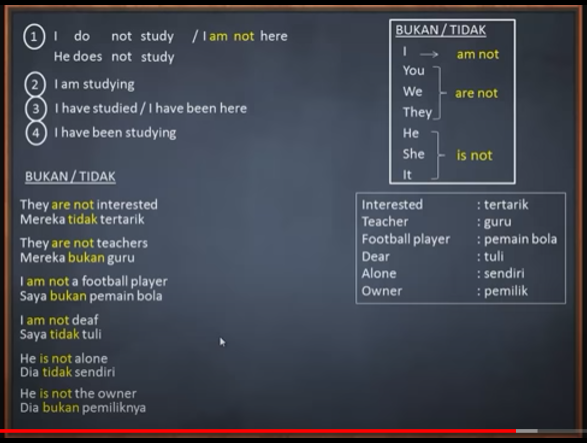 1 I do not study / I am not here
He does not study
2 I am studying
3 I have studied / I have been here
4 I have been studying
BUKAN / TIDAK
They are not interested
Mereka tidak tertarik
They are not teachers
Mereka bukan guru
I am not a football player
Saya bukan pemain bola
I am not deaf
Saya tidak tuli
He is not alone
Dia tidak sendiri
He is not the owner
Dia bukan pemiliknya
BUKAN / TIDAK
I → am not
You
We are not
They
He
She is not
It
Interested : tertarik
Teacher : guru
Football player : pemain bola
Dear : tuli
Alone : sendiri
Owner : pemilik